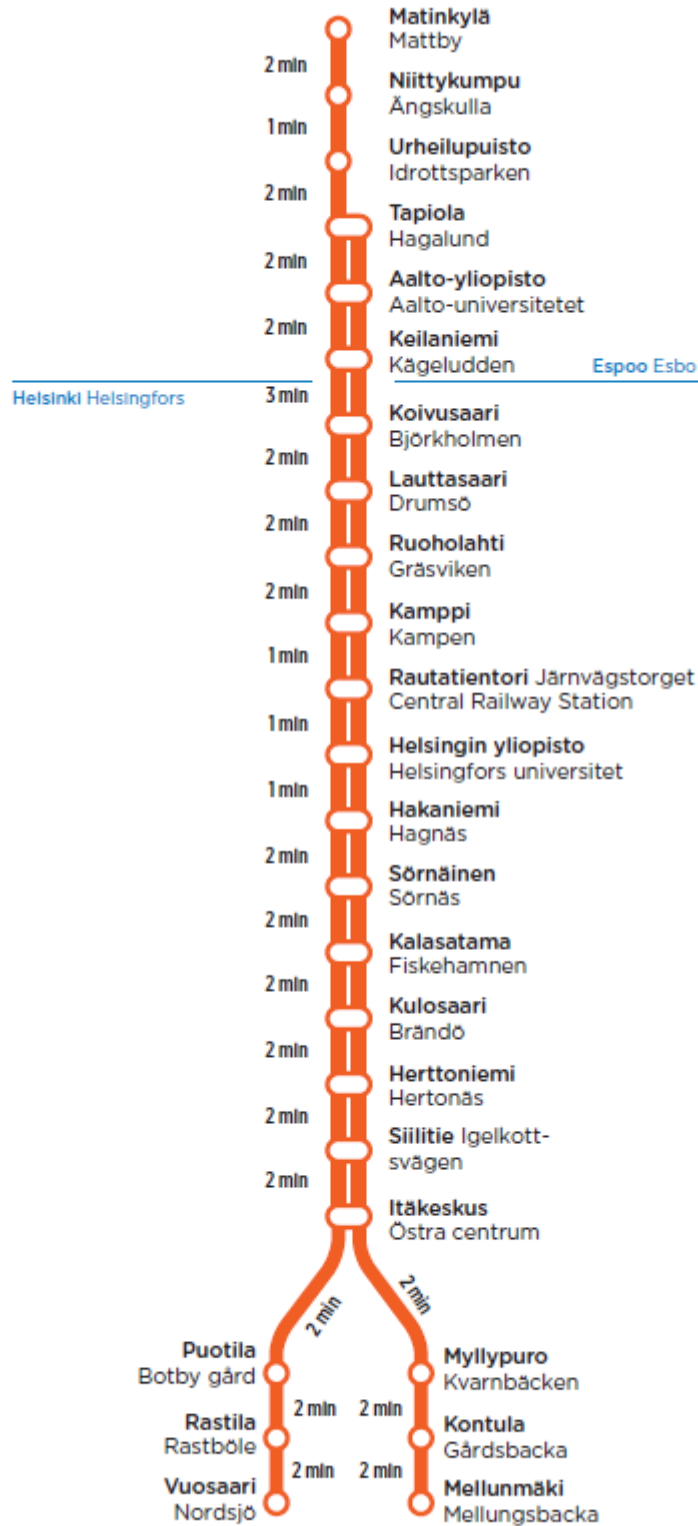 Matinkylä
Mattby
2 min
Niittykumpu
Ängskulla
1 min
Urheilupuisto
Idrottsparken
2 min
Tapiola
Hagalund
2 min
Aalto-yliopisto
Aalto-universitetet
2 min
Keilaniemi
Kägeludden
Espoo Esbo
Helsinki Helsingfors
3 min
Koivusaari
Björkholmen
2 min
Lauttasaari
Drumsö
2 min
Ruoholahti
Gräsviken
2 min
Kamppi
Kampen
1 min
Rautatientori Järnvägstorget
Central Railway Station
1 min
Helsingin yliopisto
Helsingfors universitet
1 min
Hakaniemi
Hagnäs
2 min
Sörnäinen
Sörnäs
2 min
Kalasatama
Fiskehamnen
2 min
Kulosaari
Brändö
2 min
Herttoniemi
Hertonäs
2 min
Siilitie Igelkott-
svägen
2 min
Itäkeskus
Östra centrum
2 min
2 min
Puotila
Botby gård
Myllypuro
Kvarnbäcken
2 min
2 min
Rastila
Rastböle
Kontula
Gårdsbacka
2 min
2 min
Vuosaari
Nordsjö
Mellunmäki
Mellungsbacka